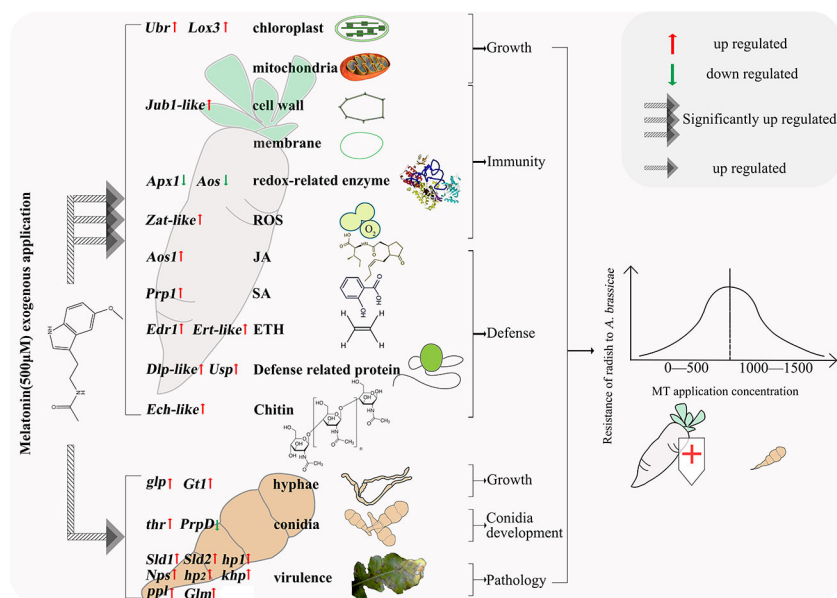 Melatonin(500μM) exogenous application
Ubr Lox3 chloroplast
mitochondria
Growth
Jub1-like cell wall
membrane
Apx1 Aos redox-related enzyme
Immunity
Zat-like ROS
O2
Aos1 JA
Prp1 SA
Edr1 Ert-like ETH
Defense
Dlp-like Usp Defense related protein
Ech-like Chitin
glp Gt1 hyphae
Growth
thr PrpD conidia
Conidia
development
Sld1 Sld2 hp1
Nps hp2 khp virulence
Pathology
ppl Glm
up regulated
down regulated
Significantly up regulated
up regulated
Resistance of radish to A. brassicae
0—500 1000—1500
MT application concentration